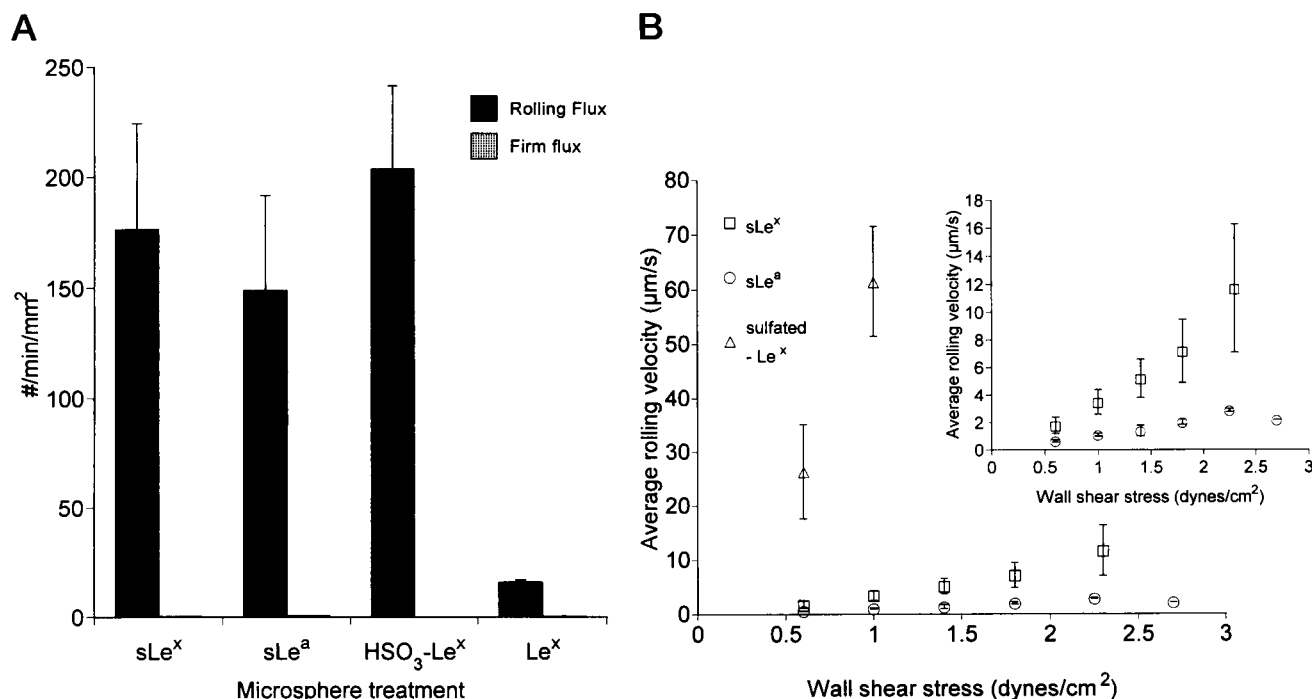 A
250
200
150
100
50
0
#/min/mm²
Rolling Flux
Firm flux
sLeˣ
sLeᵃ
HSO₃-Leˣ
Leˣ
Microsphere treatment
B
80
70
60
50
40
30
20
10
0
Average rolling velocity (μm/s)
sLeˣ
sLeᵃ
sulfated
- Leˣ
0
0.5
1
1.5
2
2.5
3
Wall shear stress (dynes/cm²)
18
16
14
12
10
8
6
4
2
0
Average rolling velocity (μm/s)
0
0.5
1
1.5
2
2.5
3
Wall shear stress (dynes/cm²)